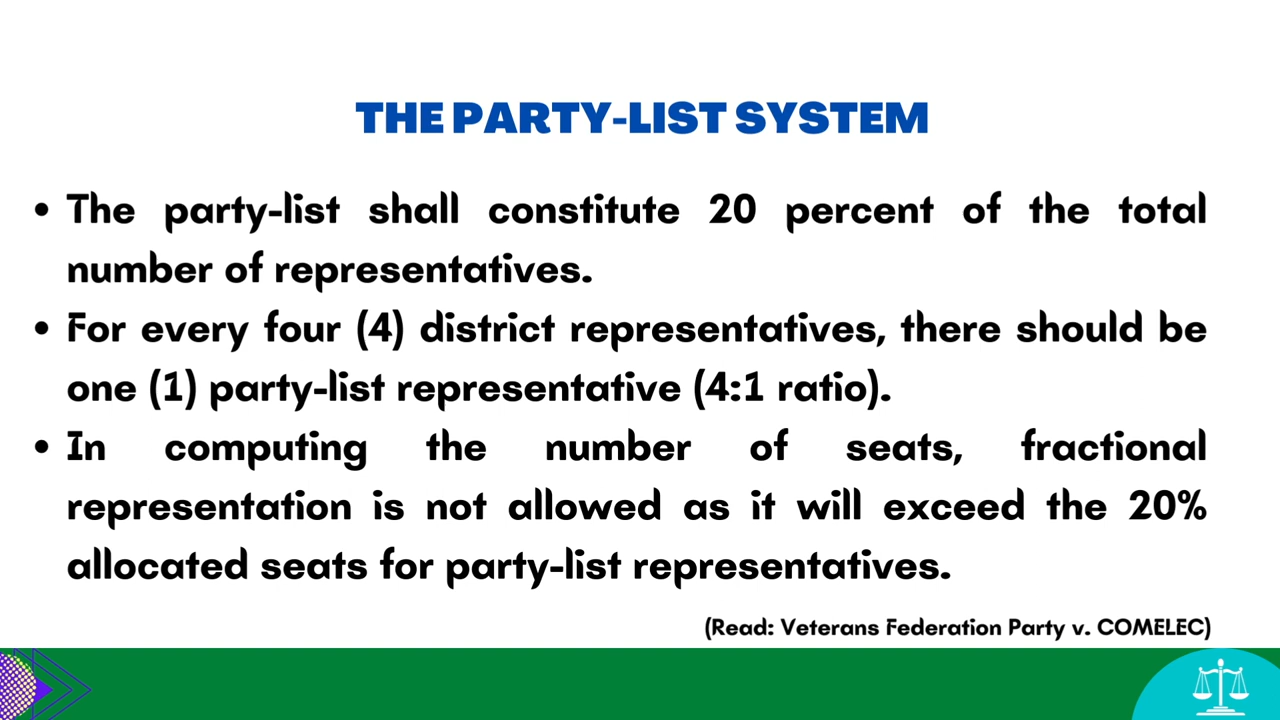 THE PARTY-LIST SYSTEM
• The party-list shall constitute 20 percent of the total
number of representatives.
• For every four (4) district representatives, there should be
one (1) party-list representative (4:1 ratio).
• In computing the number of seats, fractional
representation is not allowed as it will exceed the 20%
allocated seats for party-list representatives.
(Read: Veterans Federation Party v. COMELEC)